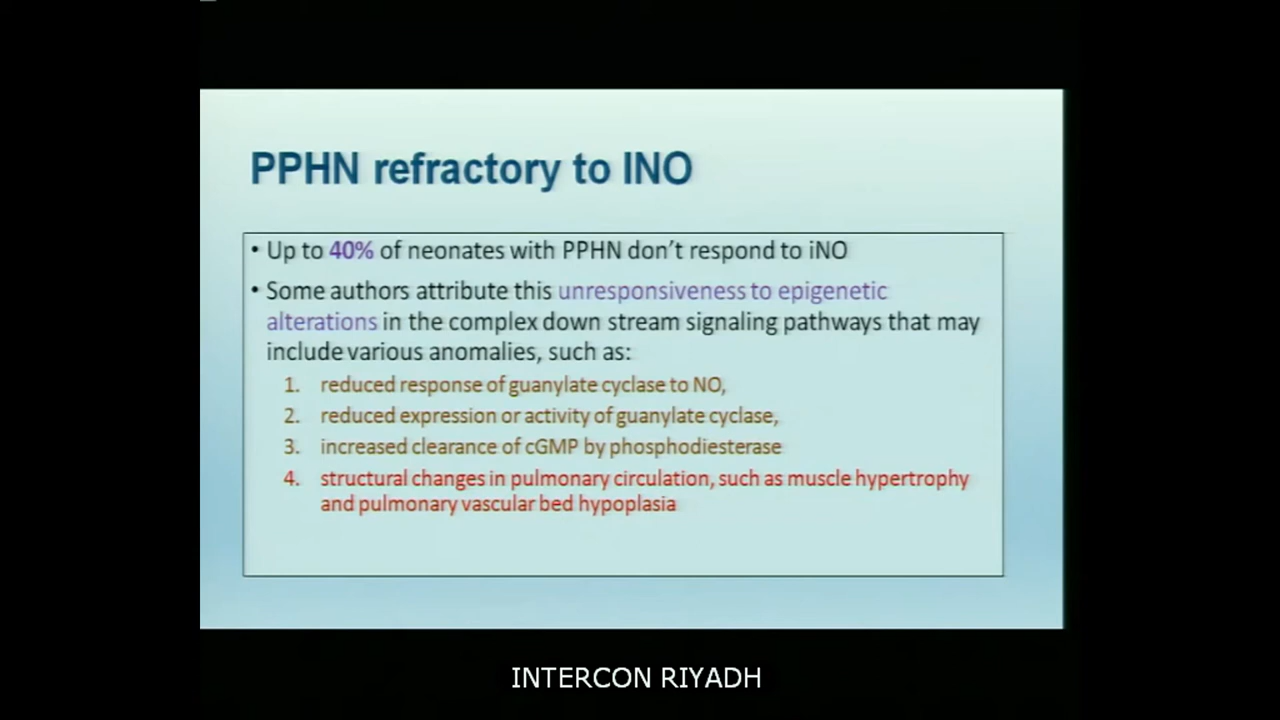 PPHN refractory to INO
• Up to 40% of neonates with PPHN don't respond to iNO
• Some authors attribute this unresponsiveness to epigenetic
alterations in the complex down stream signaling pathways that may
include various anomalies, such as:
1. reduced response of guanylate cyclase to NO,
2. reduced expression or activity of guanylate cyclase,
3. increased clearance of cGMP by phosphodiesterase
4. structural changes in pulmonary circulation, such as muscle hypertrophy
and pulmonary vascular bed hypoplasia
INTERCON RIYADH